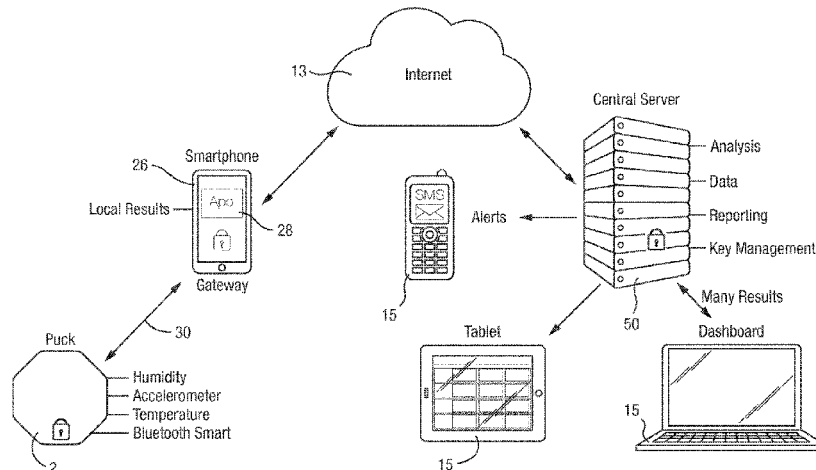 13
Internet
Central Server
Analysis
Data
Reporting
Key Management
50
Many Results
26
Smartphone
Local Results
App
28
Gateway
SMS
Alerts
15
30
Puck
Humidity
Accelerometer
Temperature
Bluetooth Smart
2
Tablet
15
Dashboard
15